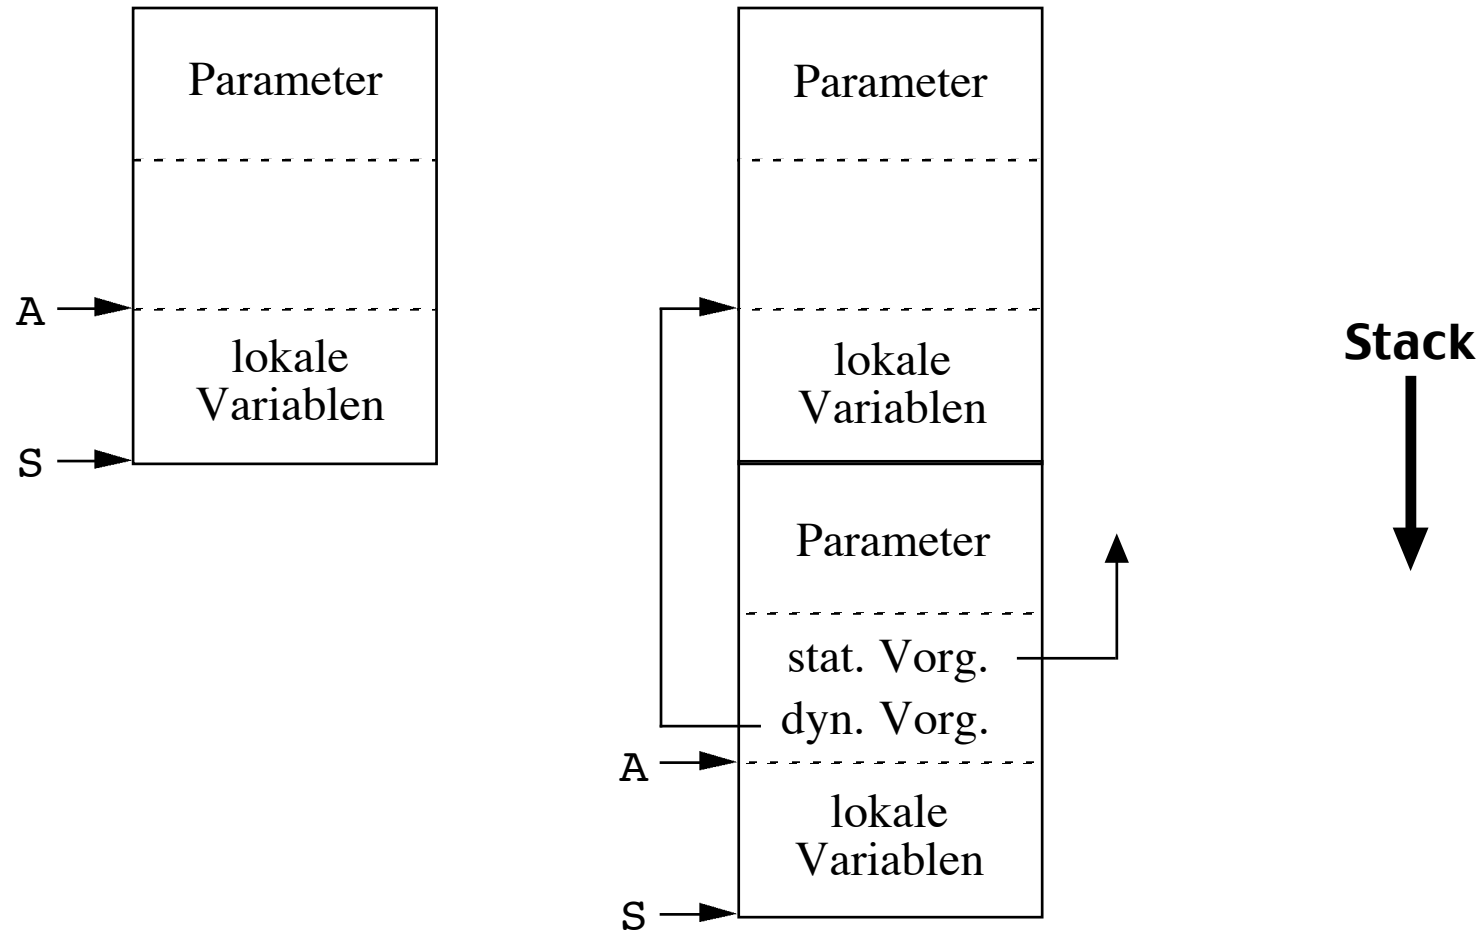 Parameter
A
lokale
Variablen
S
Parameter
lokale
Variablen
Parameter
stat. Vorg.
dyn. Vorg.
A
lokale
Variablen
S
Stack